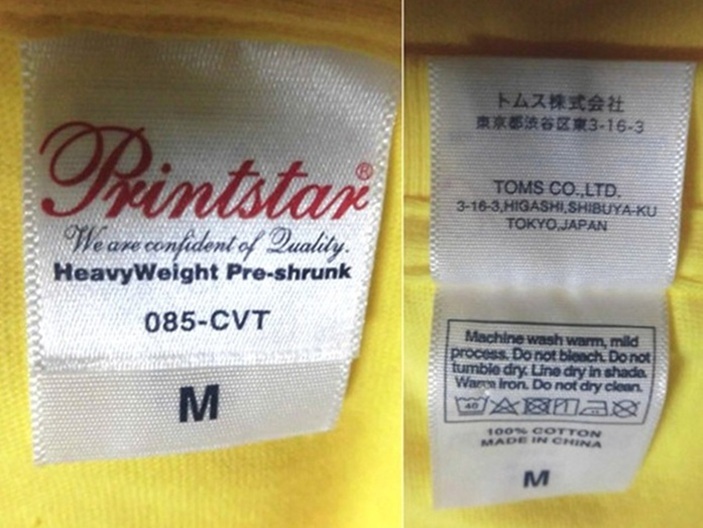 Printstar®
We are confident of Quality.
HeavyWeight Pre-shrunk
085-CVT
M
トムス株式会社
東京都渋谷区東3-16-3
TOMS CO.,LTD.
3-16-3,HIGASHI,SHIBUYA-KU
TOKYO,JAPAN
Machine wash warm, mild
process. Do not bleach. Do not
tumble dry. Line dry in shade.
Warm iron. Do not dry clean.
40
100% COTTON
MADE IN CHINA
M